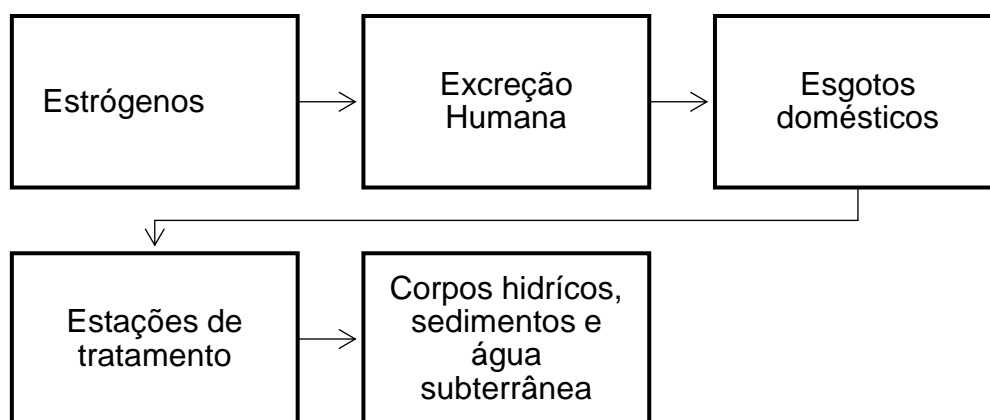 Estrógenos
Excreção
Humana
Esgotos
domésticos
Estações de
tratamento
Corpos hidrícos,
sedimentos e
água
subterrânea